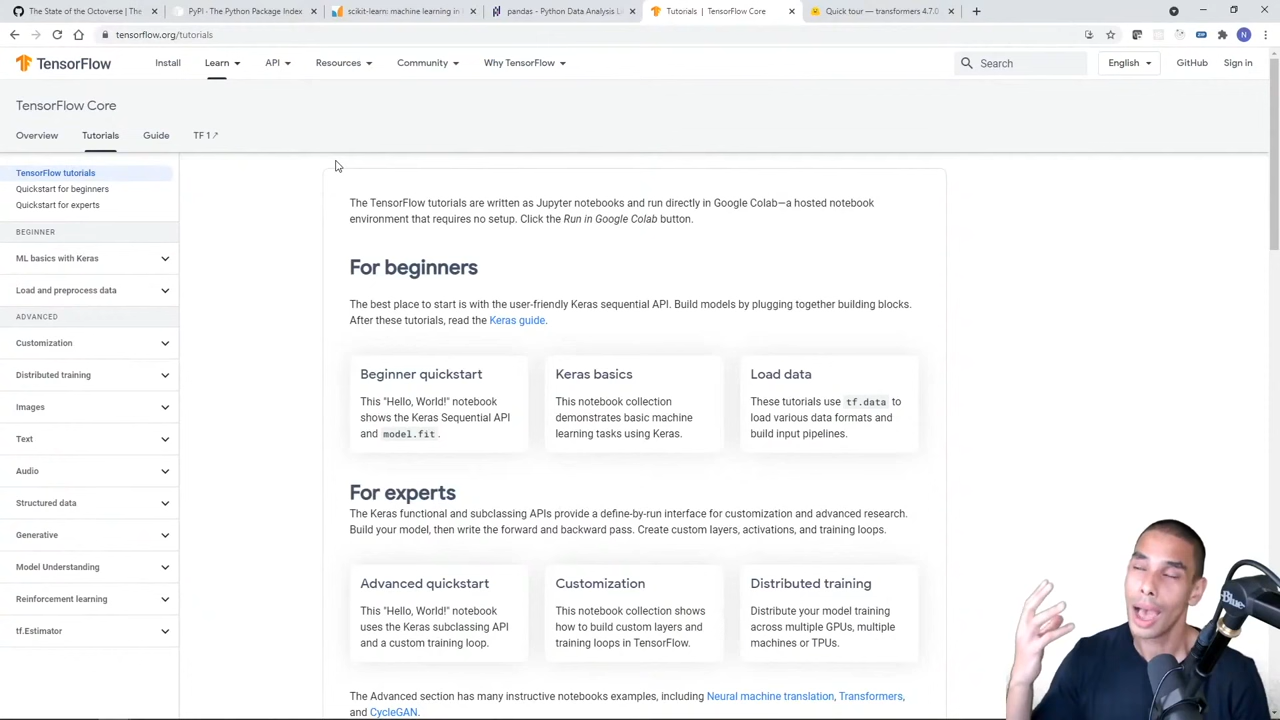 The State of the Octoverse | Th
PyPI · The Python Package Index
scikit-learn: machine learning in
pandas - Python Data Analysis Li
Tutorials | TensorFlow Core
Quick tour — transformers 4.7.0
tensorflow.org/tutorials
N
TensorFlow
Install
Learn
API
Resources
Community
Why TensorFlow
Search
English
GitHub
Sign in
TensorFlow Core
Overview
Tutorials
Guide
TF 1
TensorFlow tutorials
Quickstart for beginners
Quickstart for experts
BEGINNER
ML basics with Keras
Load and preprocess data
ADVANCED
Customization
Distributed training
Images
Text
Audio
Structured data
Generative
Model Understanding
Reinforcement learning
tf.Estimator
The TensorFlow tutorials are written as Jupyter notebooks and run directly in Google Colab—a hosted notebook
environment that requires no setup. Click the Run in Google Colab button.
For beginners
The best place to start is with the user-friendly Keras sequential API. Build models by plugging together building blocks.
After these tutorials, read the Keras guide.
Beginner quickstart
This "Hello, World!" notebook
shows the Keras Sequential API
and model.fit.
Keras basics
This notebook collection
demonstrates basic machine
learning tasks using Keras.
Load data
These tutorials use tf.data to
load various data formats and
build input pipelines.
For experts
The Keras functional and subclassing APIs provide a define-by-run interface for customization and advanced research.
Build your model, then write the forward and backward pass. Create custom layers, activations, and training loops.
Advanced quickstart
This "Hello, World!" notebook
uses the Keras subclassing API
and a custom training loop.
Customization
This notebook collection shows
how to build custom layers and
training loops in TensorFlow.
Distributed training
Distribute your model training
across multiple GPUs, multiple
machines or TPUs.
The Advanced section has many instructive notebooks examples, including Neural machine translation, Transformers,
and CycleGAN.
Blue